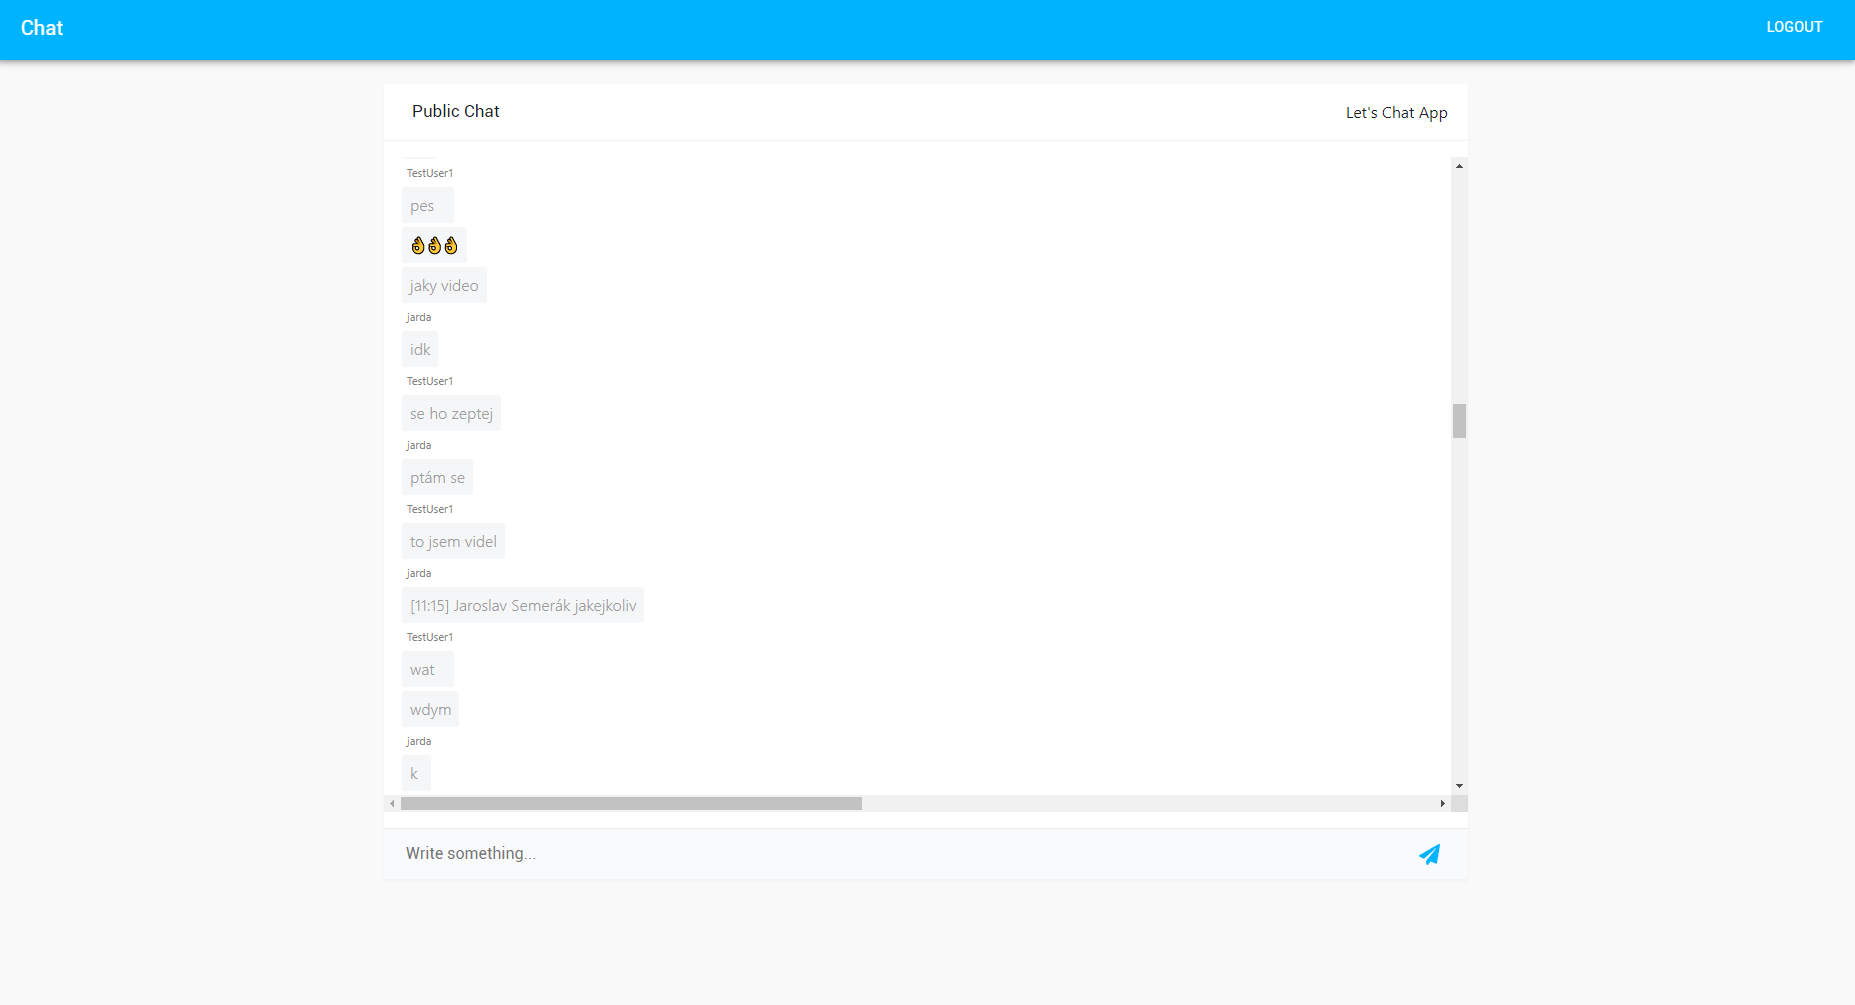 Chat
LOGOUT
Public Chat
Let's Chat App
TestUser1
pes
👌👌👌
jaky video
jarda
idk
TestUser1
se ho zeptej
jarda
ptám se
TestUser1
to jsem videl
jarda
[11:15] Jaroslav Semerák jakejkoliv
TestUser1
wat
wdym
jarda
k
Write something...